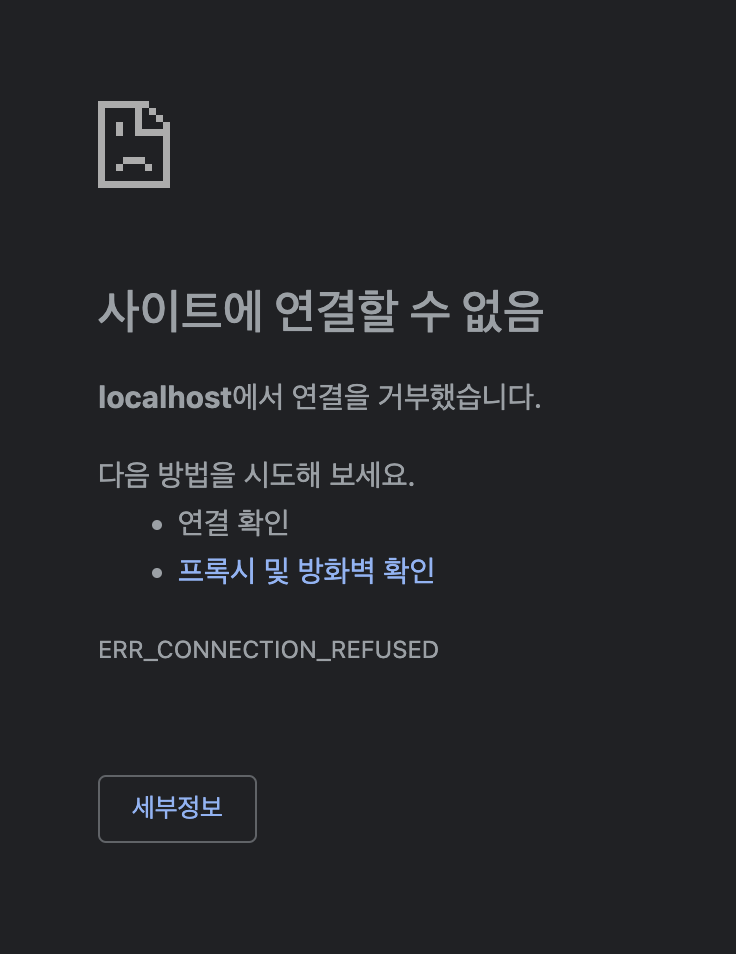 사이트에 연결할 수 없음
localhost에서 연결을 거부했습니다.
다음 방법을 시도해 보세요.
• 연결 확인
• 프록시 및 방화벽 확인
ERR_CONNECTION_REFUSED
세부정보